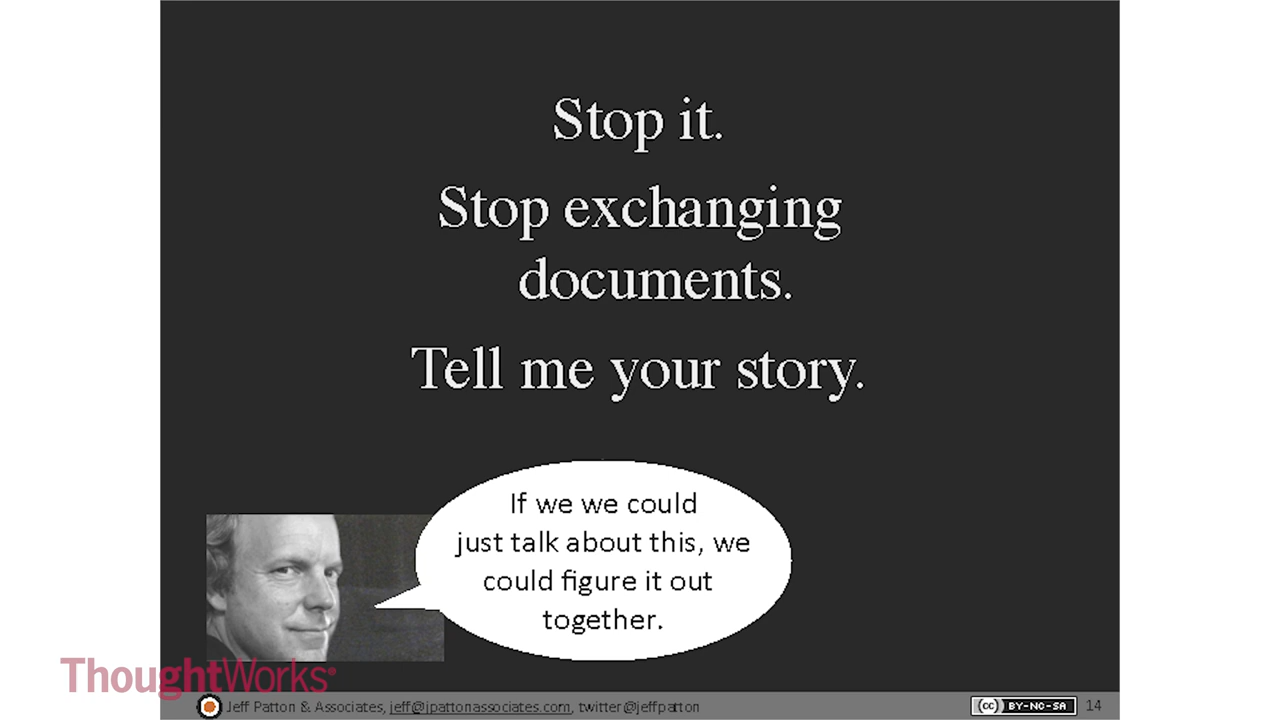 Stop it.
Stop exchanging
documents.
Tell me your story.
If we we could
just talk about this, we
could figure it out
together.
ThoughtWorks®
Jeff Patton & Associates, jeff@jpattonassociates.com, twitter@jeffpatton
(cc) BY-NC-SA 14